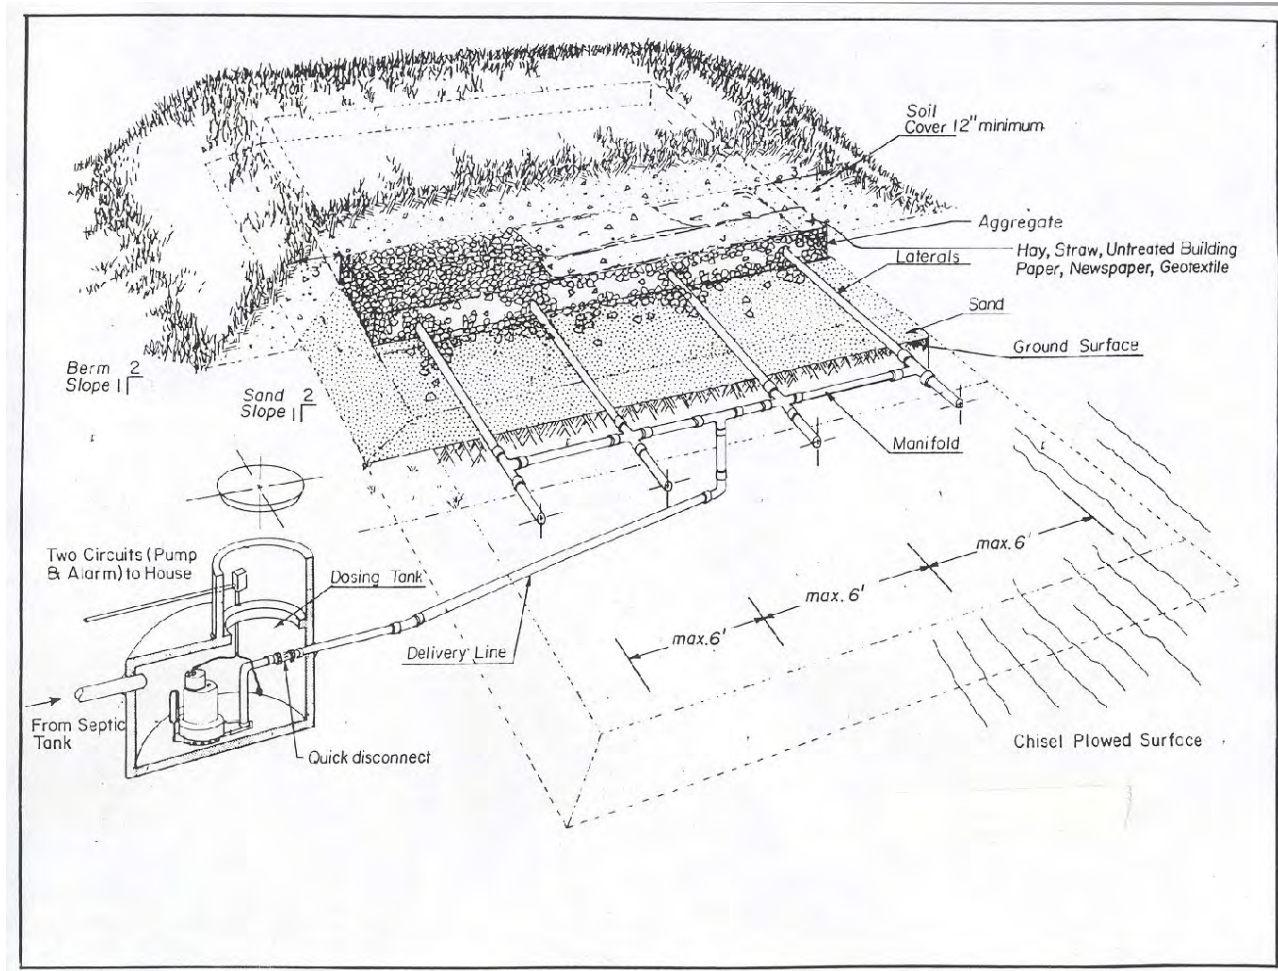 Soil
Cover 12" minimum
3'
Aggregate
Hay, Straw, Untreated Building
Paper, Newspaper, Geotextile
Laterals
3'
Sand
Ground Surface
Berm 2
Slope 1
Sand 2
Slope 1
Manifold
max. 6'
max. 6'
max. 6'
Two Circuits (Pump
& Alarm) to House
Dosing Tank
Delivery Line
From Septic
Tank
Quick disconnect
Chisel Plowed Surface